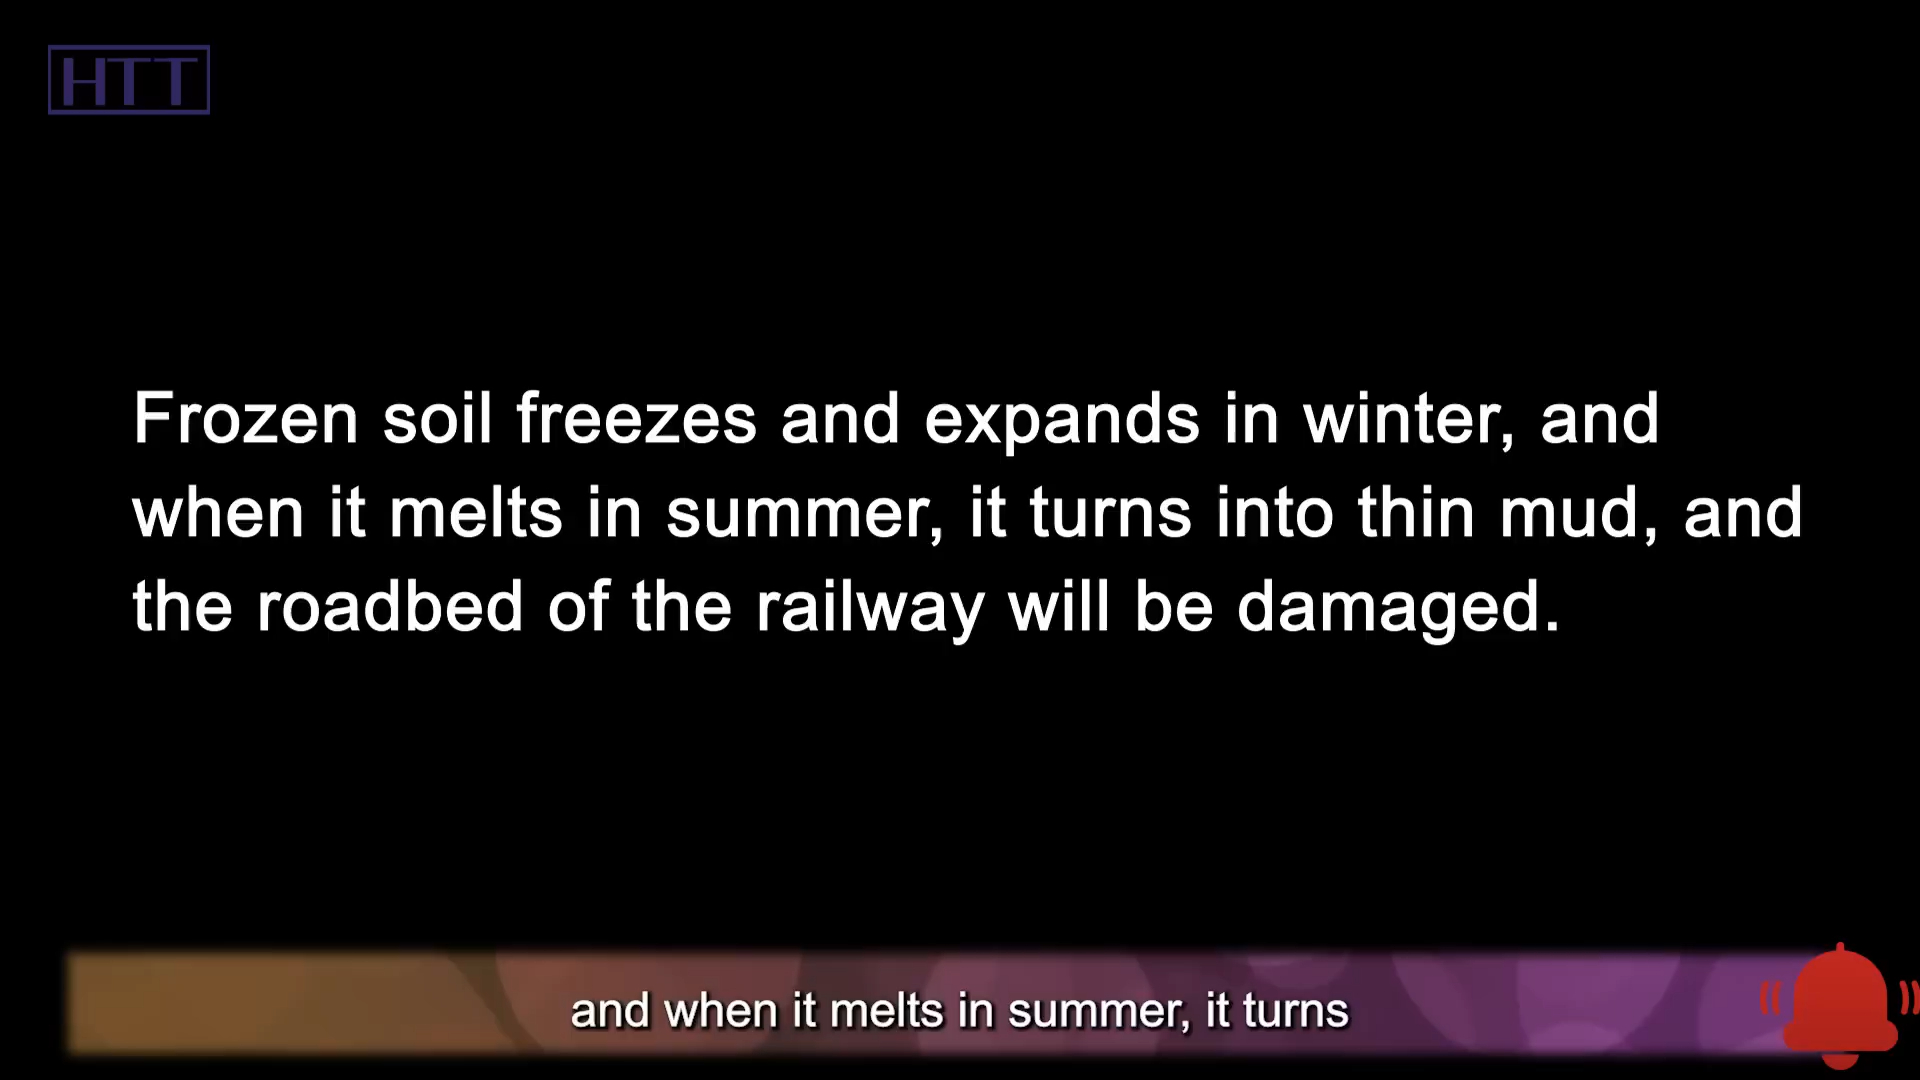 HTT
Frozen soil freezes and expands in winter, and
when it melts in summer, it turns into thin mud, and
the roadbed of the railway will be damaged.
and when it melts in summer, it turns